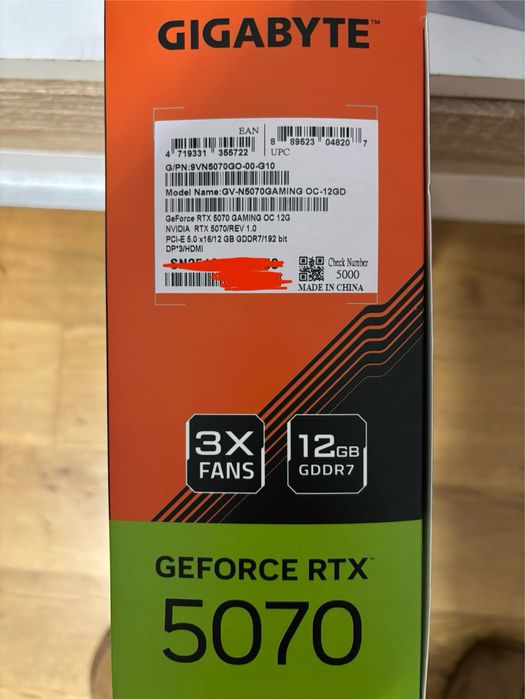 GIGABYTE™
EAN
4 719331 355722
8 89523 04820 7
UPC
G/PN:9VN5070GO-00-G10
Model Name:GV-N5070GAMING OC-12GD
GeForce RTX 5070 GAMING OC 12G
NVIDIA RTX 5070/REV 1.0
PCI-E 5.0 x16/12 GB GDDR7/192 bit
DP*3/HDMI
Check Number
5000
MADE IN CHINA
3X
FANS
12GB
GDDR7
GEFORCE RTX™
5070